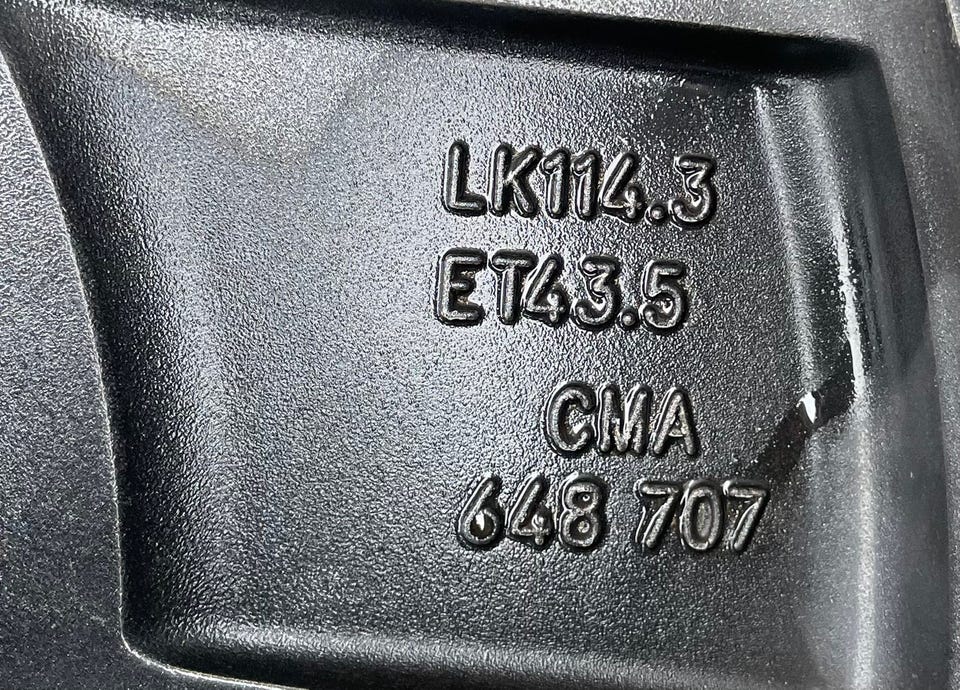 LK114.3
ET43.5
CMA
648 707